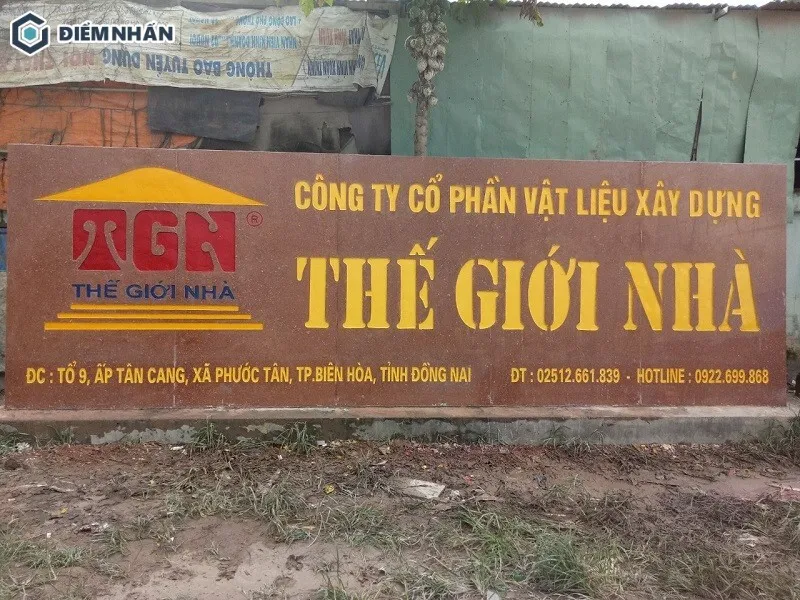 ĐIỂM NHẤN
THÔNG BÁO TUYỂN DỤNG
TGN®
THẾ GIỚI NHÀ
CÔNG TY CỔ PHẦN VẬT LIỆU XÂY DỰNG
THẾ GIỚI NHÀ
ĐC : TỔ 9, ẤP TÂN CANG, XÃ PHƯỚC TÂN, TP.BIÊN HÒA, TỈNH ĐỒNG NAI
ĐT : 02512.661.839 - HOTLINE : 0922.699.868